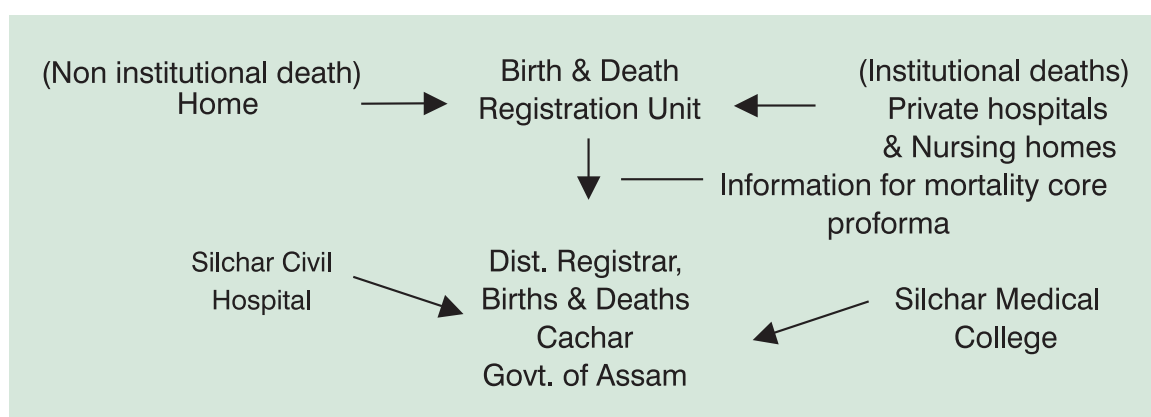 (Non institutional death)
Home
Birth & Death
Registration Unit
(Institutional deaths)
Private hospitals
& Nursing homes
Information for mortality core
proforma
Silchar Civil
Hospital
Dist. Registrar,
Births & Deaths
Cachar
Govt. of Assam
Silchar Medical
College